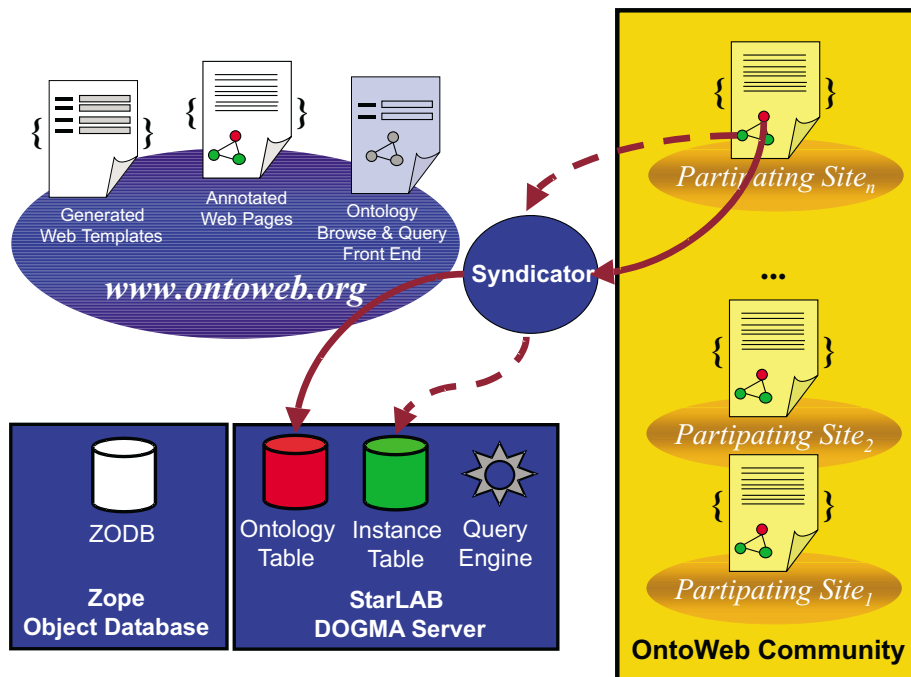 { } { } 
Generated
Web Templates
Annotated
Web Pages
Ontology
Browse & Query
Front End
www.ontoweb.org
Syndicator
ZODB
Zope
Object Database
Ontology
Table
Instance
Table
Query
Engine
StarLAB
DOGMA Server
{ }
Partipating Siten
...
{ }
Partipating Site2
{ }
Partipating Site1
OntoWeb Community